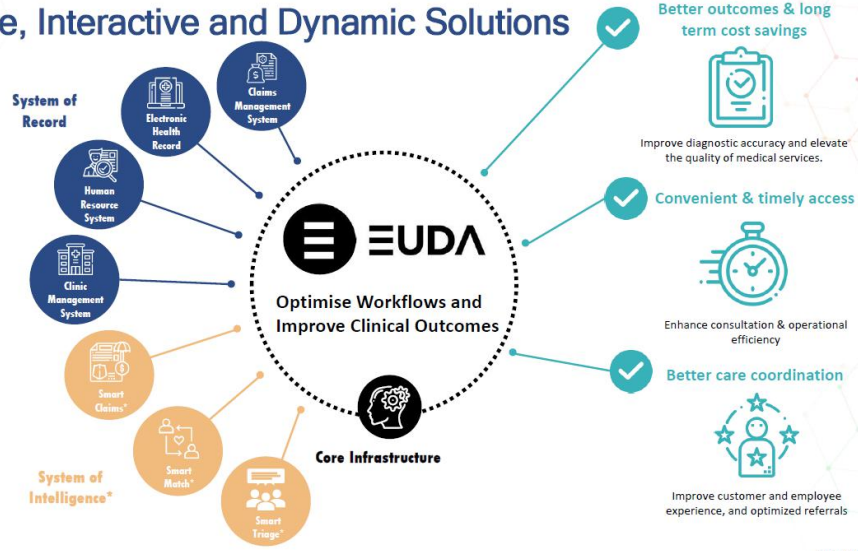 e, Interactive and Dynamic Solutions
System of
Record
Claims
Management
System
Electronic
Health
Record
Human
Resource
System
Clinic
Management
System
Smart
Claims*
Smart
Match*
Smart
Triage*
System of
Intelligence*
EUDA
Optimise Workflows and
Improve Clinical Outcomes
Core Infrastructure
Better outcomes & long
term cost savings
Improve diagnostic accuracy and elevate
the quality of medical services.
Convenient & timely access
Enhance consultation & operational
efficiency
Better care coordination
Improve customer and employee
experience, and optimized referrals